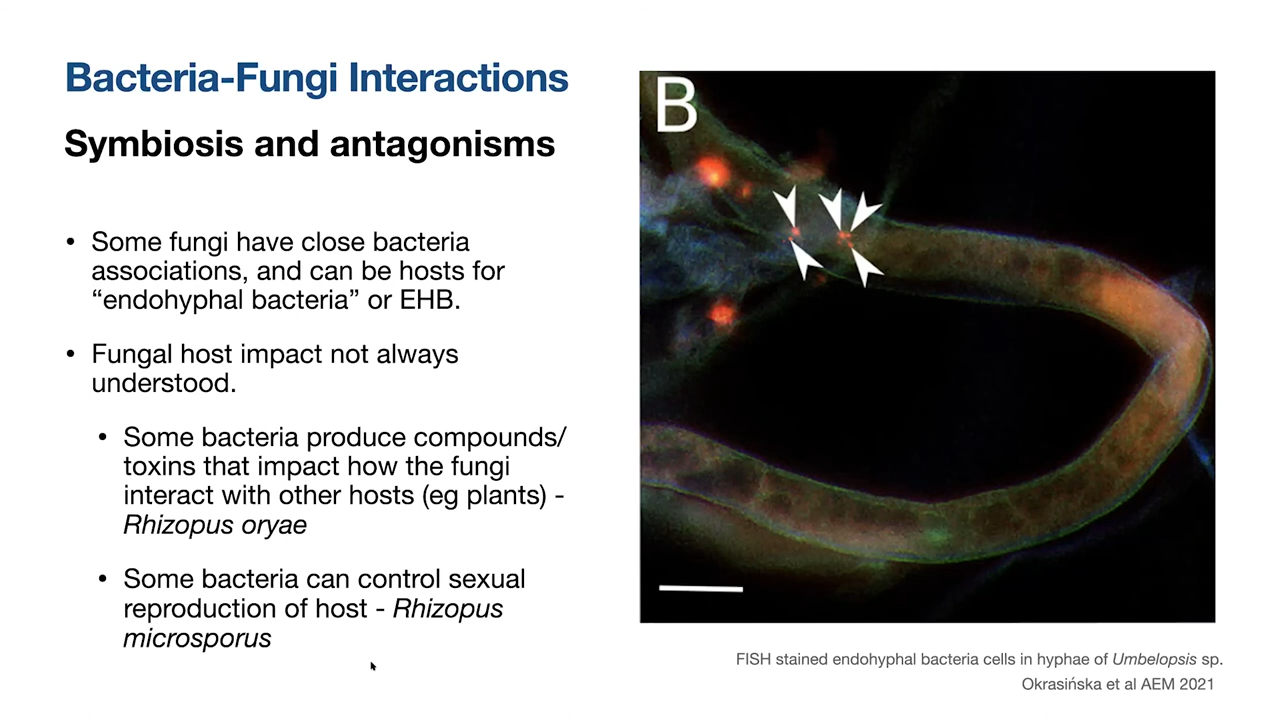 Bacteria-Fungi Interactions
Symbiosis and antagonisms
• Some fungi have close bacteria
associations, and can be hosts for
“endohyphal bacteria” or EHB.
• Fungal host impact not always
understood.
• Some bacteria produce compounds/
toxins that impact how the fungi
interact with other hosts (eg plants) -
Rhizopus oryae
• Some bacteria can control sexual
reproduction of host - Rhizopus
microsporus
B
FISH stained endohyphal bacteria cells in hyphae of Umbelopsis sp.
Okrasińska et al AEM 2021